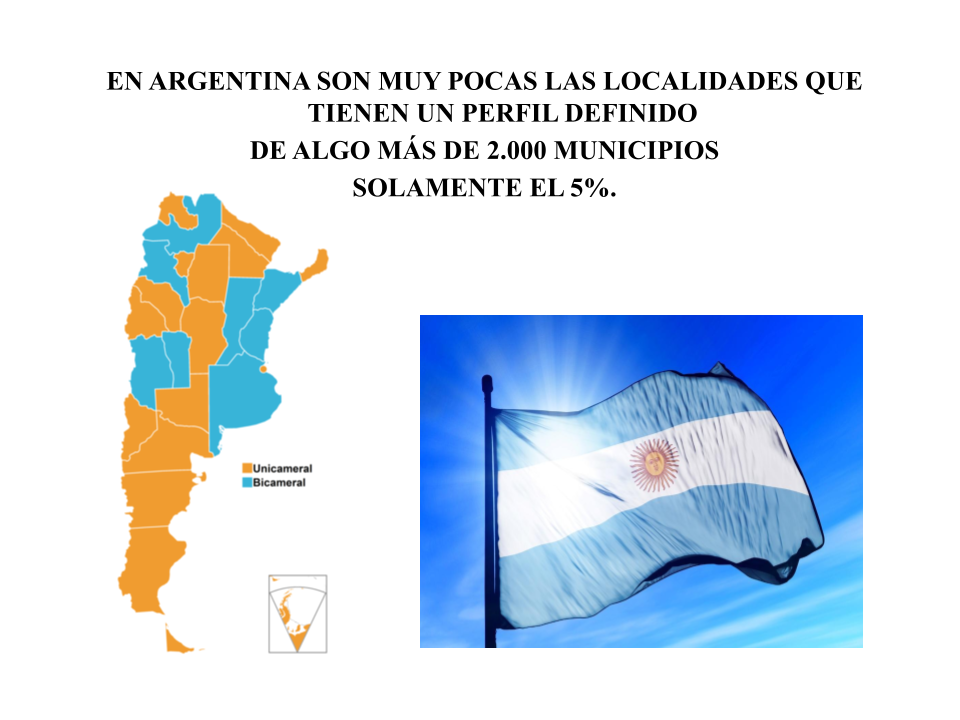 EN ARGENTINA SON MUY POCAS LAS LOCALIDADES QUE
TIENEN UN PERFIL DEFINIDO
DE ALGO MÁS DE 2.000 MUNICIPIOS
SOLAMENTE EL 5%.
Unicameral
Bicameral